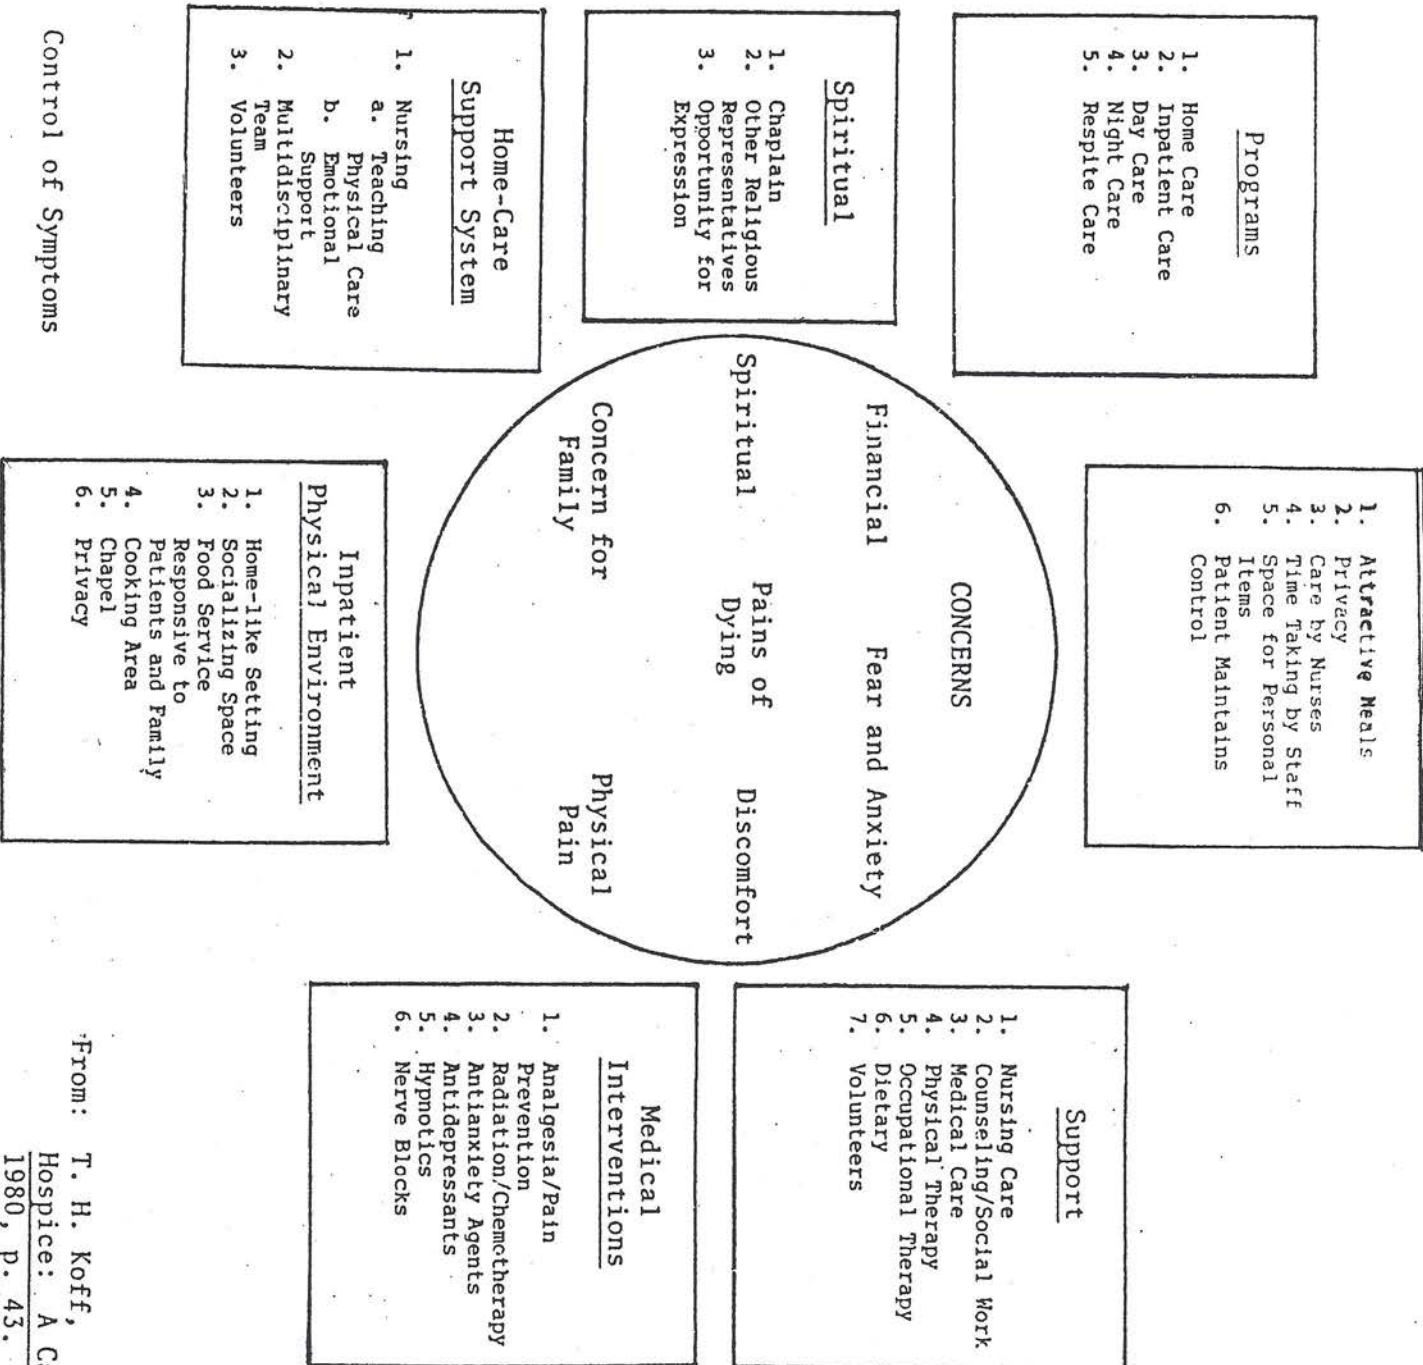 1. Attractive Meals
2. Privacy
3. Care by Nurses
4. Time Taking by Staff
5. Space for Personal
Items
6. Patient Maintains
Control
Programs
1. Home Care
2. Inpatient Care
3. Day Care
4. Night Care
5. Respite Care
Support
1. Nursing Care
2. Counseling/Social Work
3. Medical Care
4. Physical Therapy
5. Occupational Therapy
6. Dietary
7. Volunteers
CONCERNS
Financial Fear and Anxiety
Spiritual Pains of Discomfort
Dying
Concern for Physical
Family Pain
Spiritual
1. Chaplain
2. Other Religious
Representatives
3. Opportunity for
Expression
Medical
Interventions
1. Analgesia/Pain
Prevention
2. Radiation/Chemotherapy
3. Antianxiety Agents
4. Antidepressants
5. Hypnotics
6. Nerve Blocks
Home-Care
Support System
1. Nursing
a. Teaching
Physical Care
b. Emotional
Support
2. Multidisciplinary
Team
3. Volunteers
Inpatient
Physical Environment
1. Home-like Setting
2. Socializing Space
3. Food Service
Responsive to
Patients and Family
4. Cooking Area
5. Chapel
6. Privacy
Control of Symptoms
From: T. H. Koff,
Hospice: A
1980, p. 43.